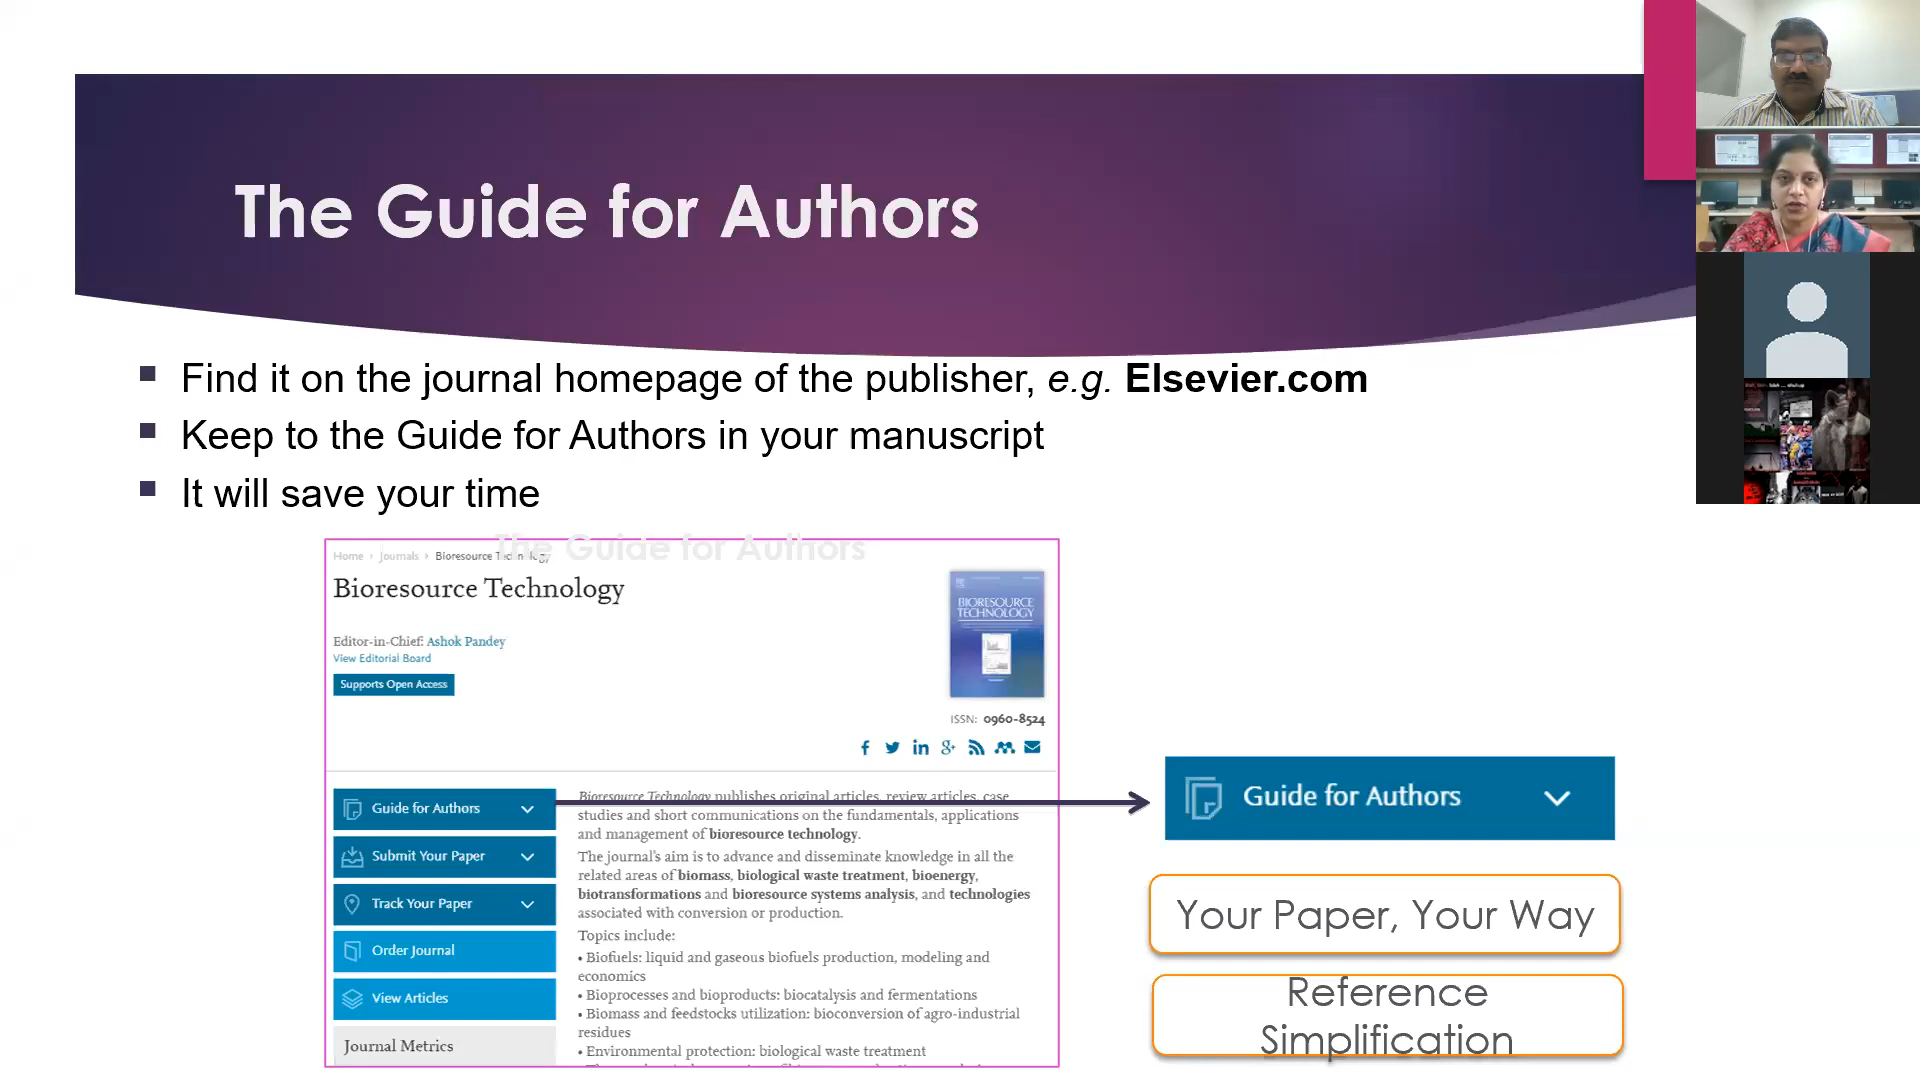 The Guide for Authors
Find it on the journal homepage of the publisher, e.g. Elsevier.com
Keep to the Guide for Authors in your manuscript
It will save your time
The Guide for Authors
Home › Journals › Bioresource Technology
Bioresource Technology
Editor-in-Chief: Ashok Pandey
View Editorial Board
Supports Open Access
BIORESOURCE
TECHNOLOGY
ISSN: 0960-8524
Guide for Authors
Submit Your Paper
Track Your Paper
Order Journal
View Articles
Journal Metrics
Bioresource Technology publishes original articles, review articles, case
studies and short communications on the fundamentals, applications
and management of bioresource technology.
The journal's aim is to advance and disseminate knowledge in all the
related areas of biomass, biological waste treatment, bioenergy,
biotransformations and bioresource systems analysis, and technologies
associated with conversion or production.
Topics include:
• Biofuels: liquid and gaseous biofuels production, modeling and
economics
• Bioprocesses and bioproducts: biocatalysis and fermentations
• Biomass and feedstocks utilization: bioconversion of agro-industrial
residues
• Environmental protection: biological waste treatment
Guide for Authors
Your Paper, Your Way
Reference
Simplification